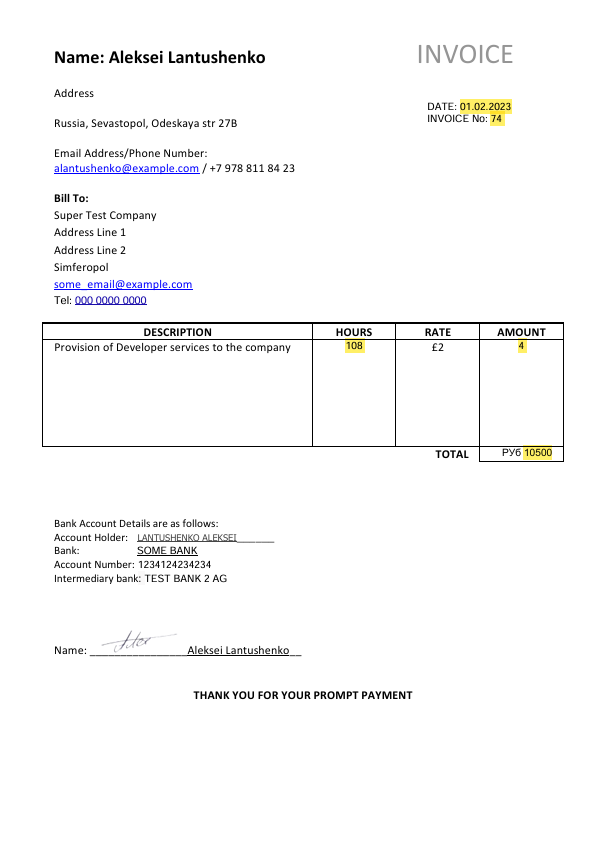 Name: Aleksei Lantushenko
INVOICE
Address
DATE: 01.02.2023
INVOICE No: 74
Russia, Sevastopol, Odeskaya str 27B
Email Address/Phone Number:
alantushenko@example.com / +7 978 811 84 23
Bill To:
Super Test Company
Address Line 1
Address Line 2
Simferopol
some_email@example.com
Tel: 000 0000 0000
DESCRIPTION HOURS RATE AMOUNT
Provision of Developer services to the company 108 £2 4
TOTAL РУб 10500
Bank Account Details are as follows:
Account Holder: LANTUSHENKO ALEKSEI
Bank: SOME BANK
Account Number: 1234124234234
Intermediary bank: TEST BANK 2 AG
Name: Aleksei Lantushenko
THANK YOU FOR YOUR PROMPT PAYMENT